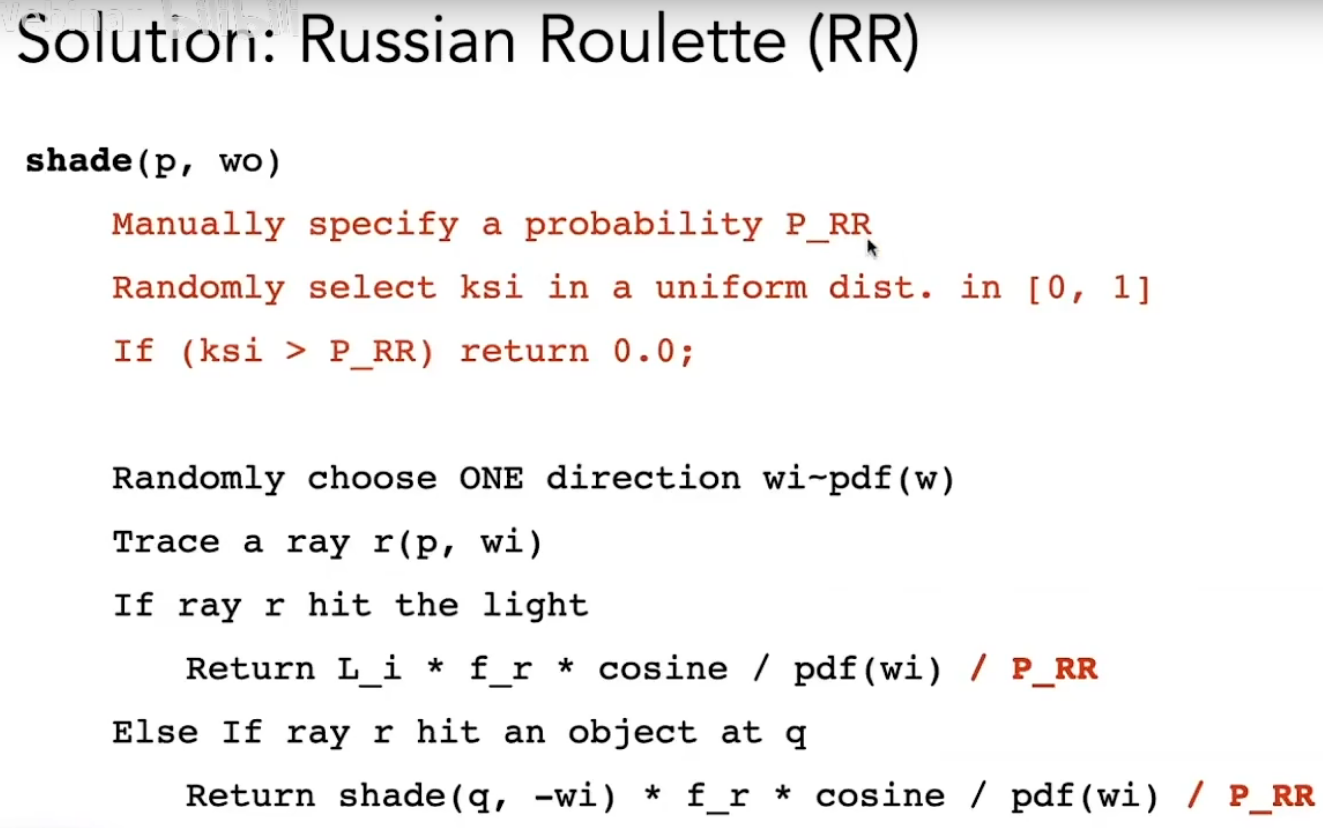 Solution: Russian Roulette (RR)
shade(p, wo)
Manually specify a probability P_RR
Randomly select ksi in a uniform dist. in [0, 1]
If (ksi > P_RR) return 0.0;
Randomly choose ONE direction wi~pdf(w)
Trace a ray r(p, wi)
If ray r hit the light
Return L_i * f_r * cosine / pdf(wi) / P_RR
Else If ray r hit an object at q
Return shade(q, -wi) * f_r * cosine / pdf(wi) / P_RR